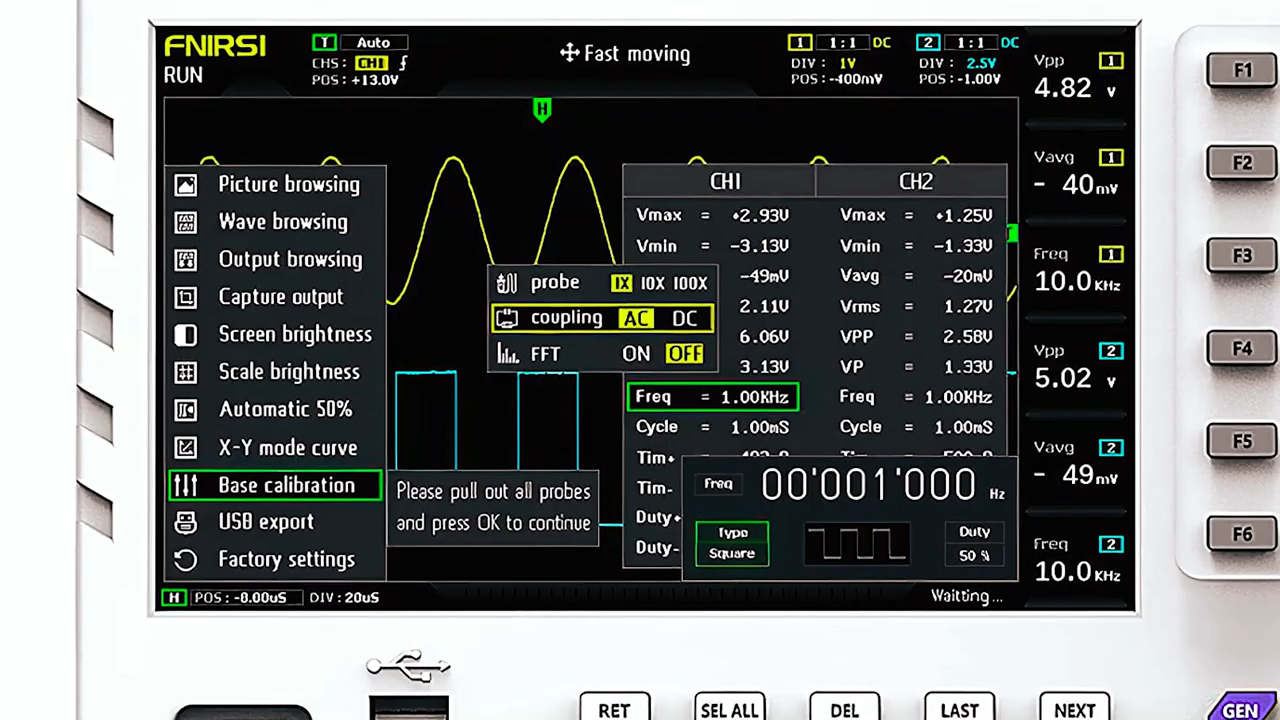 FNIRSI
RUN
T Auto
CHS: CH1
POS: +13.0V
Fast moving
1 1:1 DC
DIV: 1V
POS: -400mV
2 1:1 DC
DIV: 2.5V
POS: -1.00V
H
Picture browsing
Wave browsing
Output browsing
Capture output
Screen brightness
Scale brightness
Automatic 50%
X-Y mode curve
Base calibration
USB export
Factory settings
Please pull out all probes
and press OK to continue
probe 1X 10X 100X
coupling AC DC
FFT ON OFF
CH1 CH2
Vmax = +2.93V Vmax = +1.25V
Vmin = -3.13V Vmin = -1.33V
-49mV Vavg = -20mV
2.11V Vrms = 1.27V
6.06V VPP = 2.58V
3.13V VP = 1.33V
Freq = 1.00KHz Freq = 1.00KHz
Cycle = 1.00mS Cycle = 1.00mS
Tim+ =
Tim-
Duty+
Duty-
Freq 00'001'000 Hz
Type
Square
Duty
50 %
Vpp 1
4.82 V
Vavg 1
- 40mV
Freq 1
10.0 KHz
Vpp 2
5.02 V
Vavg 2
- 49mV
Freq 2
10.0 KHz
H POS: -0.00uS DIV: 20uS
Waitting...
F1
F2
F3
F4
F5
F6
RET SEL ALL DEL LAST NEXT GEN